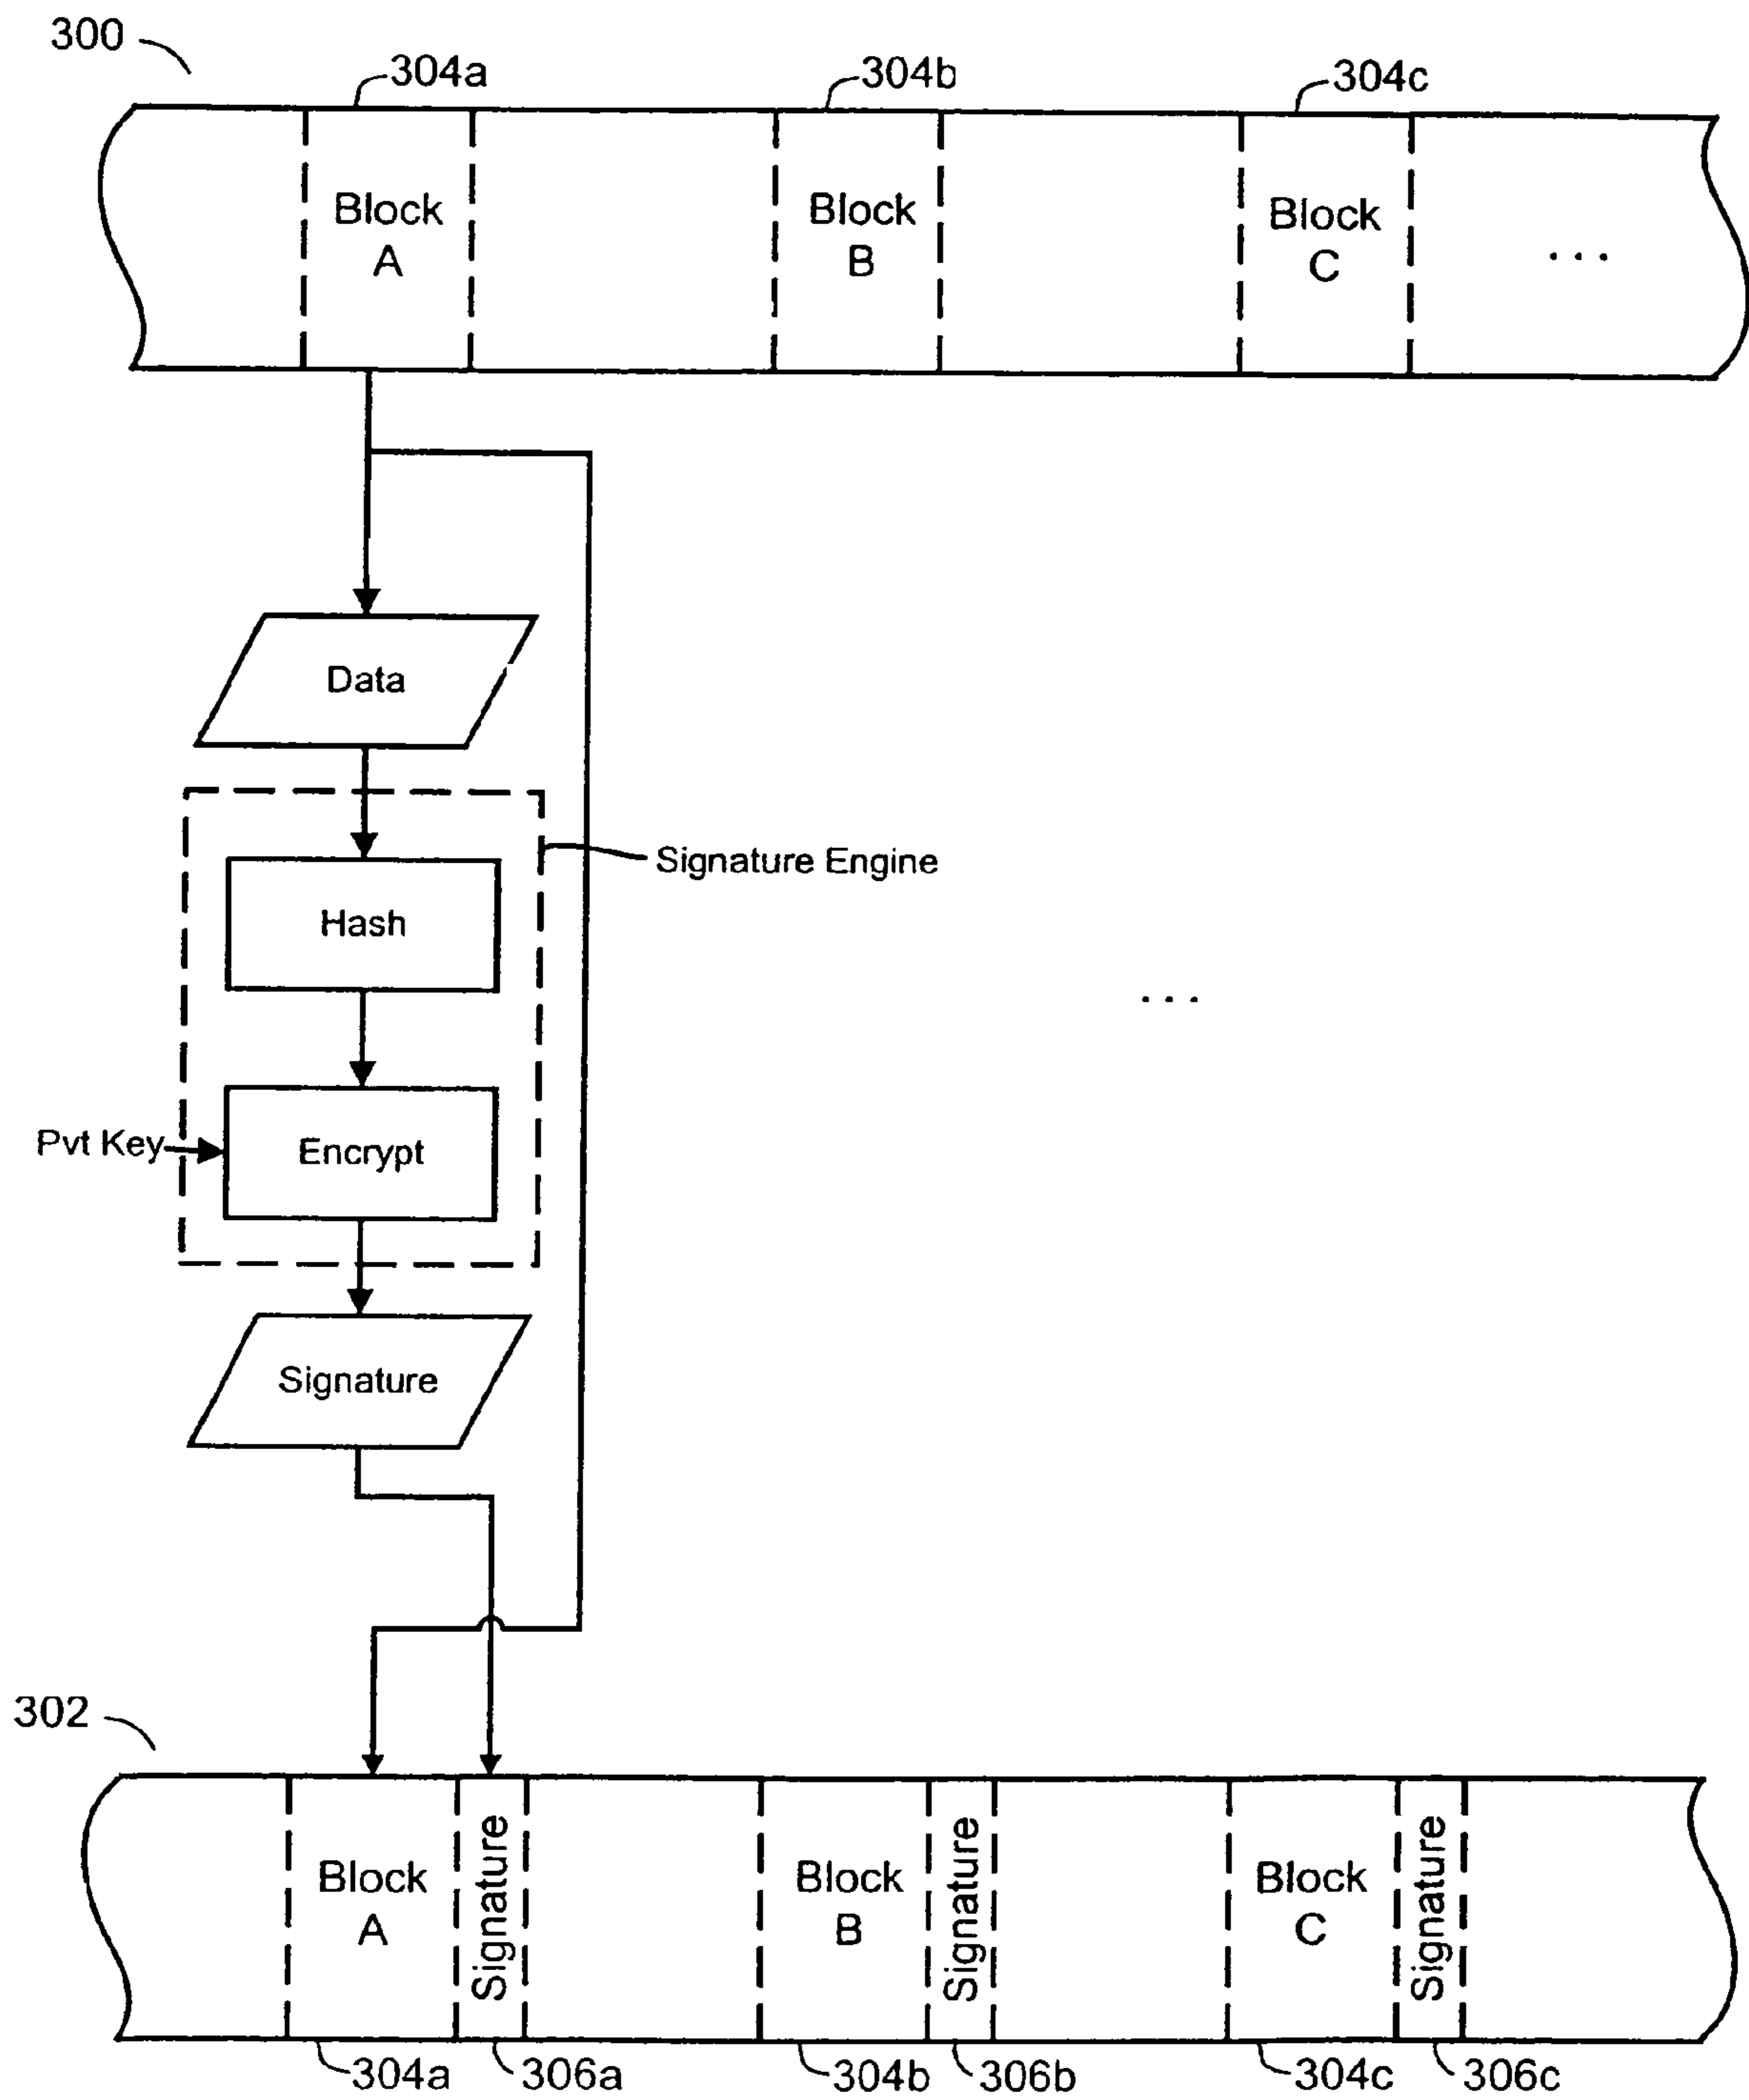 300
304a
304b
304c
Block
A
Block
B
Block
C
...
Data
Signature Engine
Hash
...
Pvt Key
Encrypt
Signature
302
Block
A
Signature
Block
B
Signature
Block
C
Signature
304a
306a
304b
306b
304c
306c